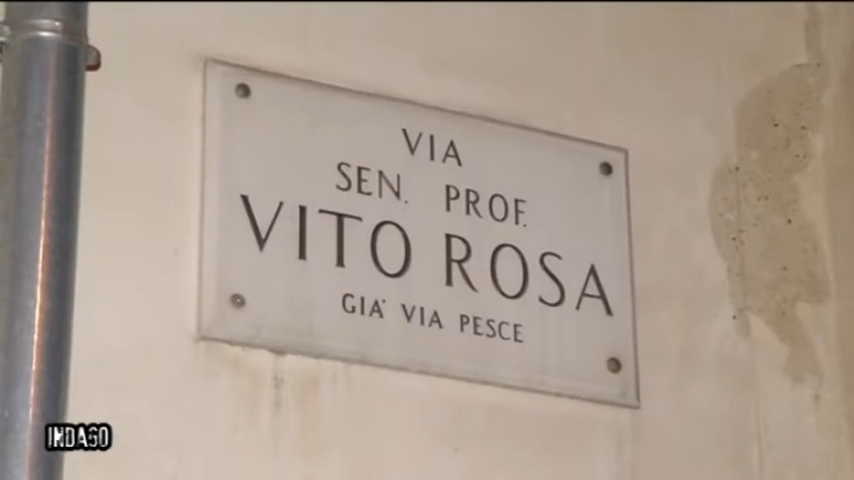 VIA
SEN. PROF.
VITO ROSA
GIA' VIA PESCE
INDAGO